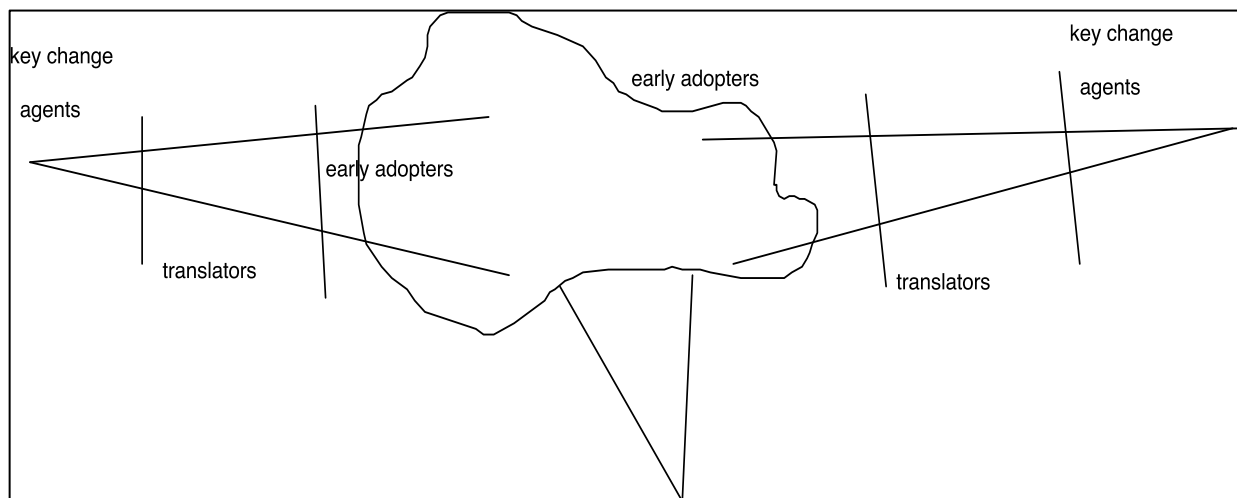 key change
agents
early adopters
translators
early adopters
key change
agents
translators